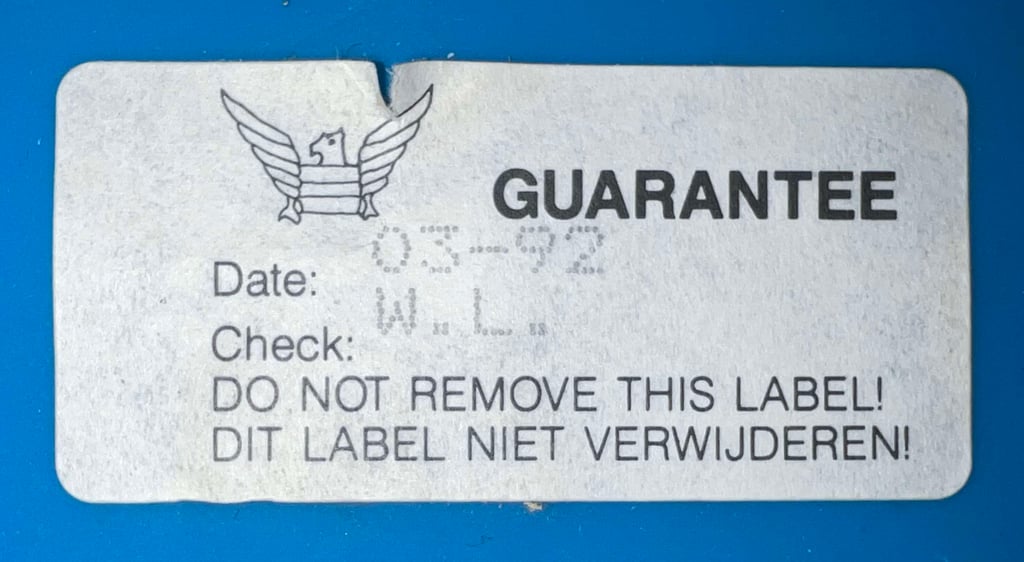 GUARANTEE
03-92
Date:
W.L.
Check:
DO NOT REMOVE THIS LABEL!
DIT LABEL NIET VERWIJDEREN!